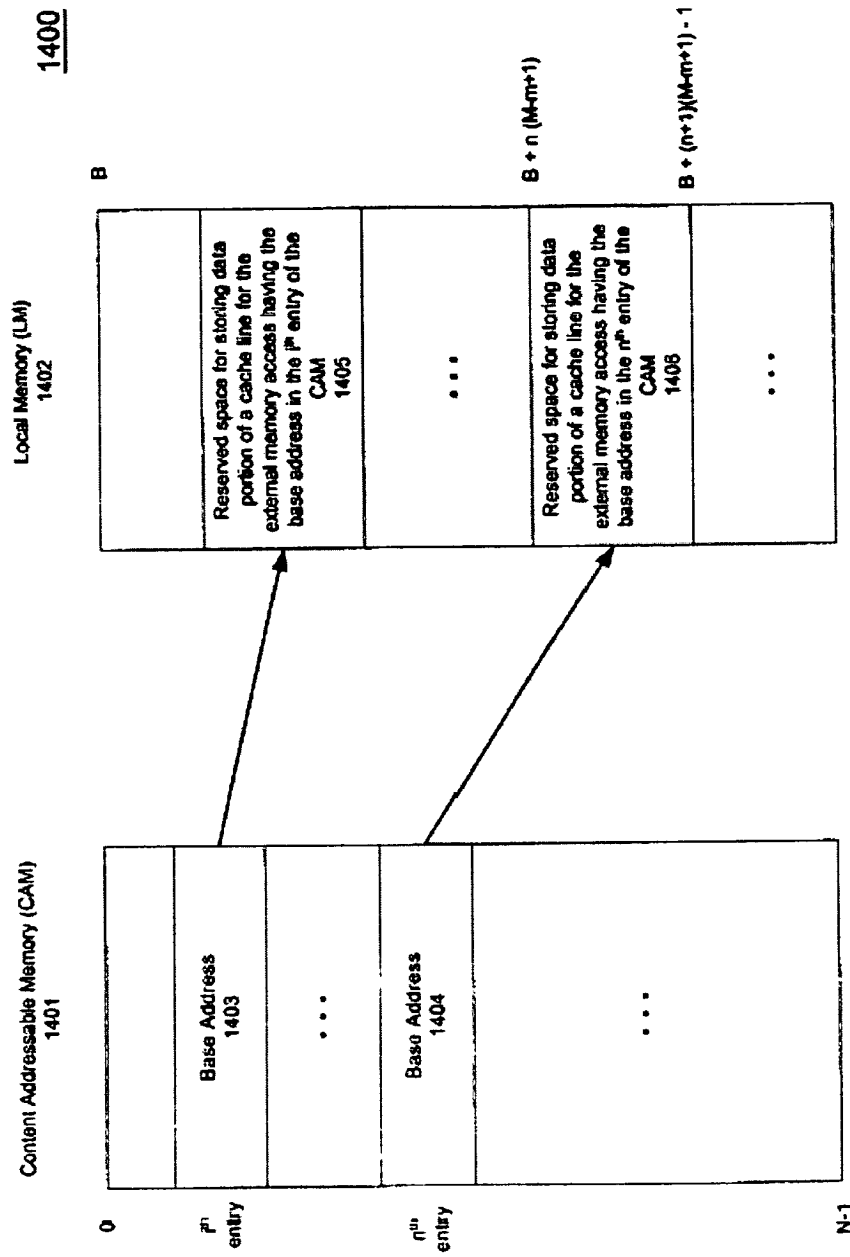 1400
Content Addressable Memory (CAM)
1401
0
ith
entry
nth
entry
N-1
Base Address
1403
• • •
Base Address
1404
• • •
Local Memory (LM)
1402
B
Reserved space for storing data
portion of a cache line for the
external memory access having the
base address in the ith entry of the
CAM
1405
• • •
B + n (M-m+1)
Reserved space for storing data
portion of a cache line for the
external memory access having the
base address in the nth entry of the
CAM
1406
B + (n+1)(M-m+1) - 1
• • •